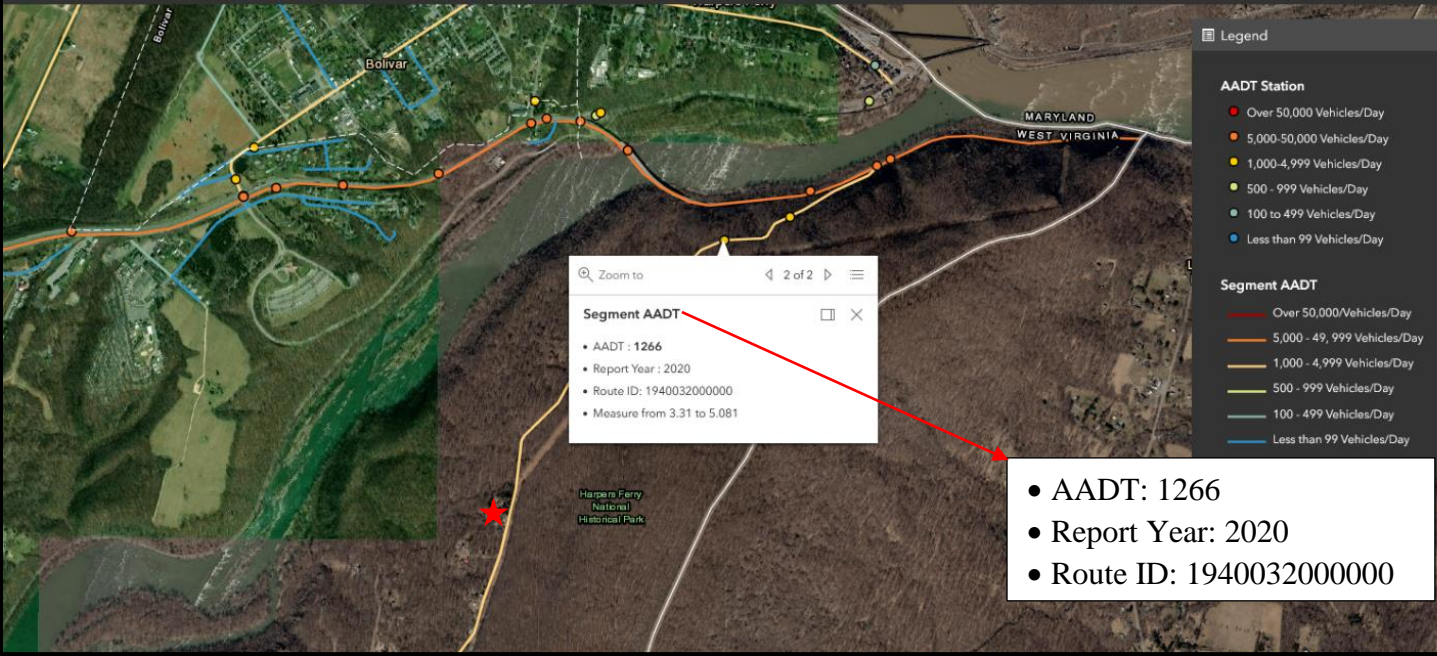 Bolivar
Bolivar
MARYLAND
WEST VIRGINIA
Zoom to
2 of 2
Segment AADT
• AADT : 1266
• Report Year : 2020
• Route ID: 1940032000000
• Measure from 3.31 to 5.081
Harpers Ferry
National
Historical Park
Legend
AADT Station
Over 50,000 Vehicles/Day
5,000-50,000 Vehicles/Day
1,000-4,999 Vehicles/Day
500 - 999 Vehicles/Day
100 to 499 Vehicles/Day
Less than 99 Vehicles/Day
Segment AADT
Over 50,000/Vehicles/Day
5,000 - 49, 999 Vehicles/Day
1,000 - 4,999 Vehicles/Day
500 - 999 Vehicles/Day
100 - 499 Vehicles/Day
Less than 99 Vehicles/Day
• AADT: 1266
• Report Year: 2020
• Route ID: 1940032000000